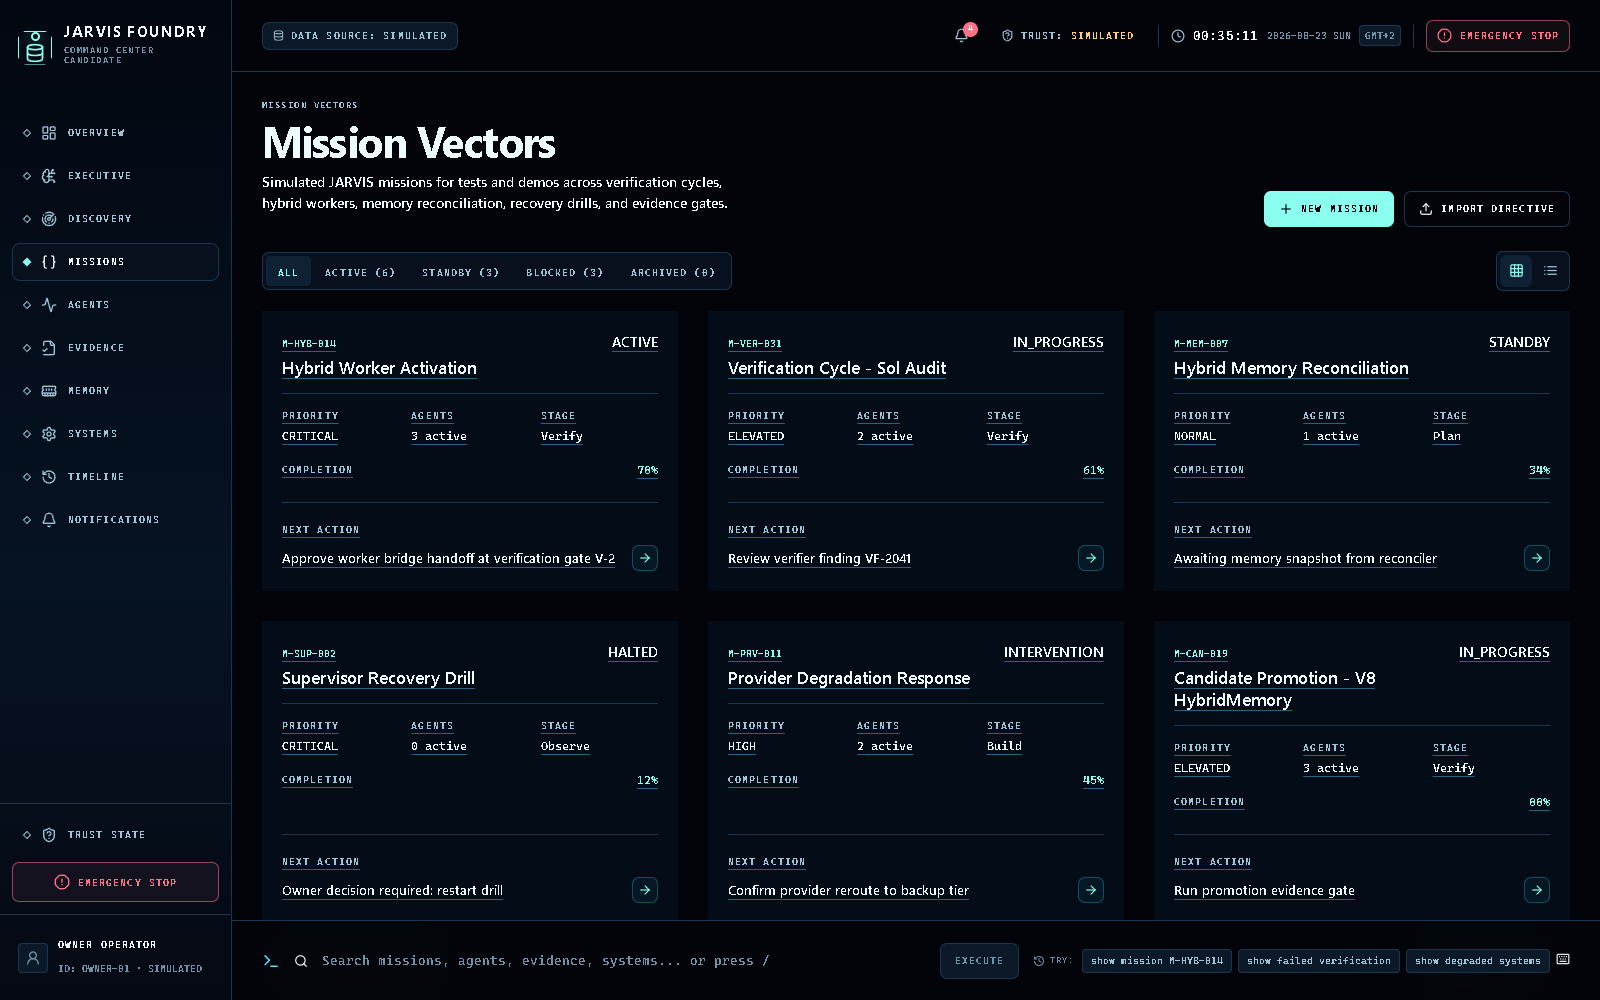 JARVIS FOUNDRY
COMMAND CENTER
CANDIDATE
OVERVIEW
EXECUTIVE
DISCOVERY
MISSIONS
AGENTS
EVIDENCE
MEMORY
SYSTEMS
TIMELINE
NOTIFICATIONS
TRUST STATE
EMERGENCY STOP
OWNER OPERATOR
ID: OWNER-01 • SIMULATED
DATA SOURCE: SIMULATED
4
TRUST: SIMULATED
00:35:11 2026-08-23 SUN GMT+2
EMERGENCY STOP
MISSION VECTORS
Mission Vectors
Simulated JARVIS missions for tests and demos across verification cycles,
hybrid workers, memory reconciliation, recovery drills, and evidence gates.
NEW MISSION
IMPORT DIRECTIVE
ALL ACTIVE (6) STANDBY (3) BLOCKED (3) ARCHIVED (0)
M-HYB-014 ACTIVE
Hybrid Worker Activation
PRIORITY AGENTS STAGE
CRITICAL 3 active Verify
COMPLETION 78%
NEXT ACTION
Approve worker bridge handoff at verification gate V-2
M-VER-031 IN_PROGRESS
Verification Cycle - Sol Audit
PRIORITY AGENTS STAGE
ELEVATED 2 active Verify
COMPLETION 61%
NEXT ACTION
Review verifier finding VF-2041
M-MEM-007 STANDBY
Hybrid Memory Reconciliation
PRIORITY AGENTS STAGE
NORMAL 1 active Plan
COMPLETION 34%
NEXT ACTION
Awaiting memory snapshot from reconciler
M-SUP-002 HALTED
Supervisor Recovery Drill
PRIORITY AGENTS STAGE
CRITICAL 0 active Observe
COMPLETION 12%
NEXT ACTION
Owner decision required: restart drill
M-PRV-011 INTERVENTION
Provider Degradation Response
PRIORITY AGENTS STAGE
HIGH 2 active Build
COMPLETION 45%
NEXT ACTION
Confirm provider reroute to backup tier
M-CAN-019 IN_PROGRESS
Candidate Promotion - V8
HybridMemory
PRIORITY AGENTS STAGE
ELEVATED 3 active Verify
COMPLETION 88%
NEXT ACTION
Run promotion evidence gate
Search missions, agents, evidence, systems... or press /
EXECUTE
TRY: show mission M-HYB-014 show failed verification show degraded systems